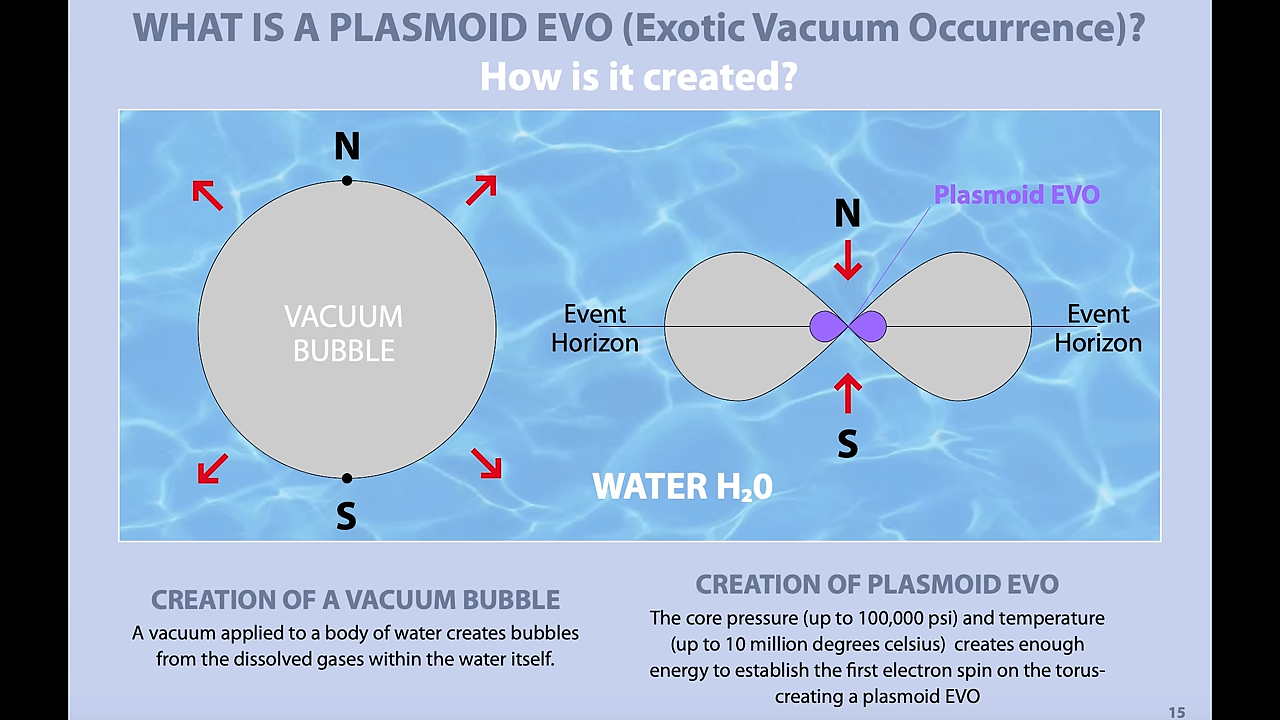 WHAT IS A PLASMOID EVO (Exotic Vacuum Occurrence)?
How is it created?
N
VACUUM
BUBBLE
S
Plasmoid EVO
N
Event
Horizon
Event
Horizon
S
WATER H₂0
CREATION OF A VACUUM BUBBLE
A vacuum applied to a body of water creates bubbles
from the dissolved gases within the water itself.
CREATION OF PLASMOID EVO
The core pressure (up to 100,000 psi) and temperature
(up to 10 million degrees celsius) creates enough
energy to establish the first electron spin on the torus-
creating a plasmoid EVO
15